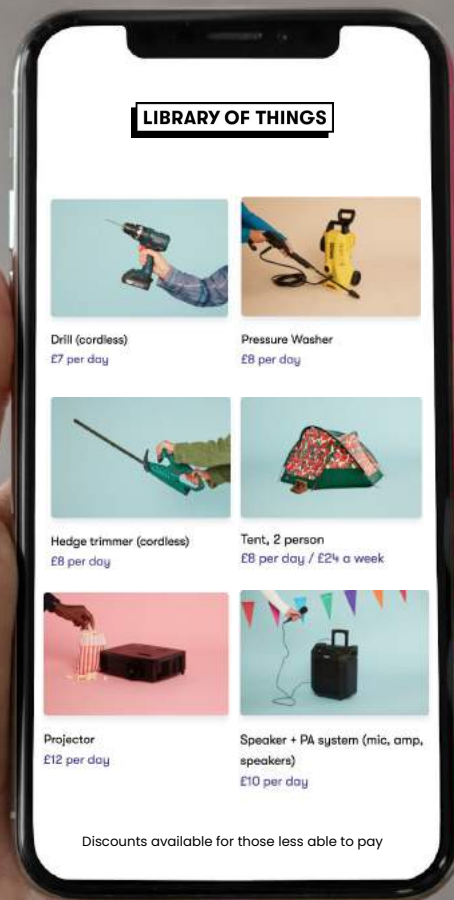 LIBRARY OF THINGS
Drill (cordless)
£7 per day
Pressure Washer
£8 per day
Hedge trimmer (cordless)
£8 per day
Tent, 2 person
£8 per day / £24 a week
Projector
£12 per day
Speaker + PA system (mic, amp,
speakers)
£10 per day
Discounts available for those less able to pay